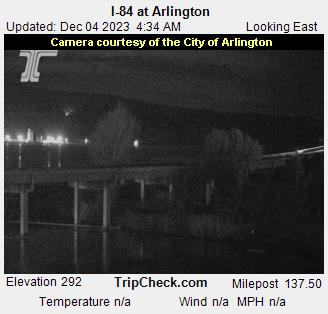 I-84 at Arlington
Updated: Dec 04 2023 4:34 AM Looking East
Camera courtesy of the City of Arlington
Elevation 292 TripCheck.com Milepost 137.50
Temperature n/a Wind n/a MPH n/a